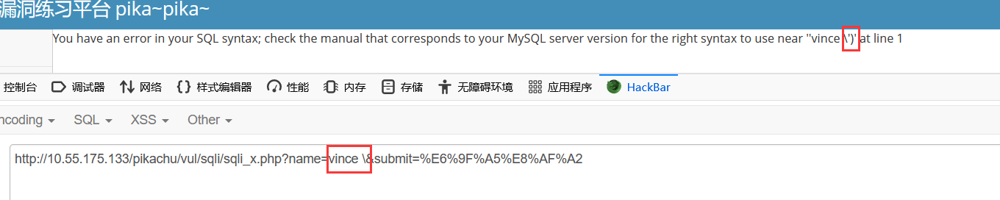 漏洞练习平台 pika~pika~
You have an error in your SQL syntax; check the manual that corresponds to your MySQL server version for the right syntax to use near ''vince \')' at line 1
控制台 调试器 网络 样式编辑器 性能 内存 存储 无障碍环境 应用程序 HackBar
ncoding SQL XSS Other
http://10.55.175.133/pikachu/vul/sqli/sqli_x.php?name=vince \&submit=%E6%9F%A5%E8%AF%A2